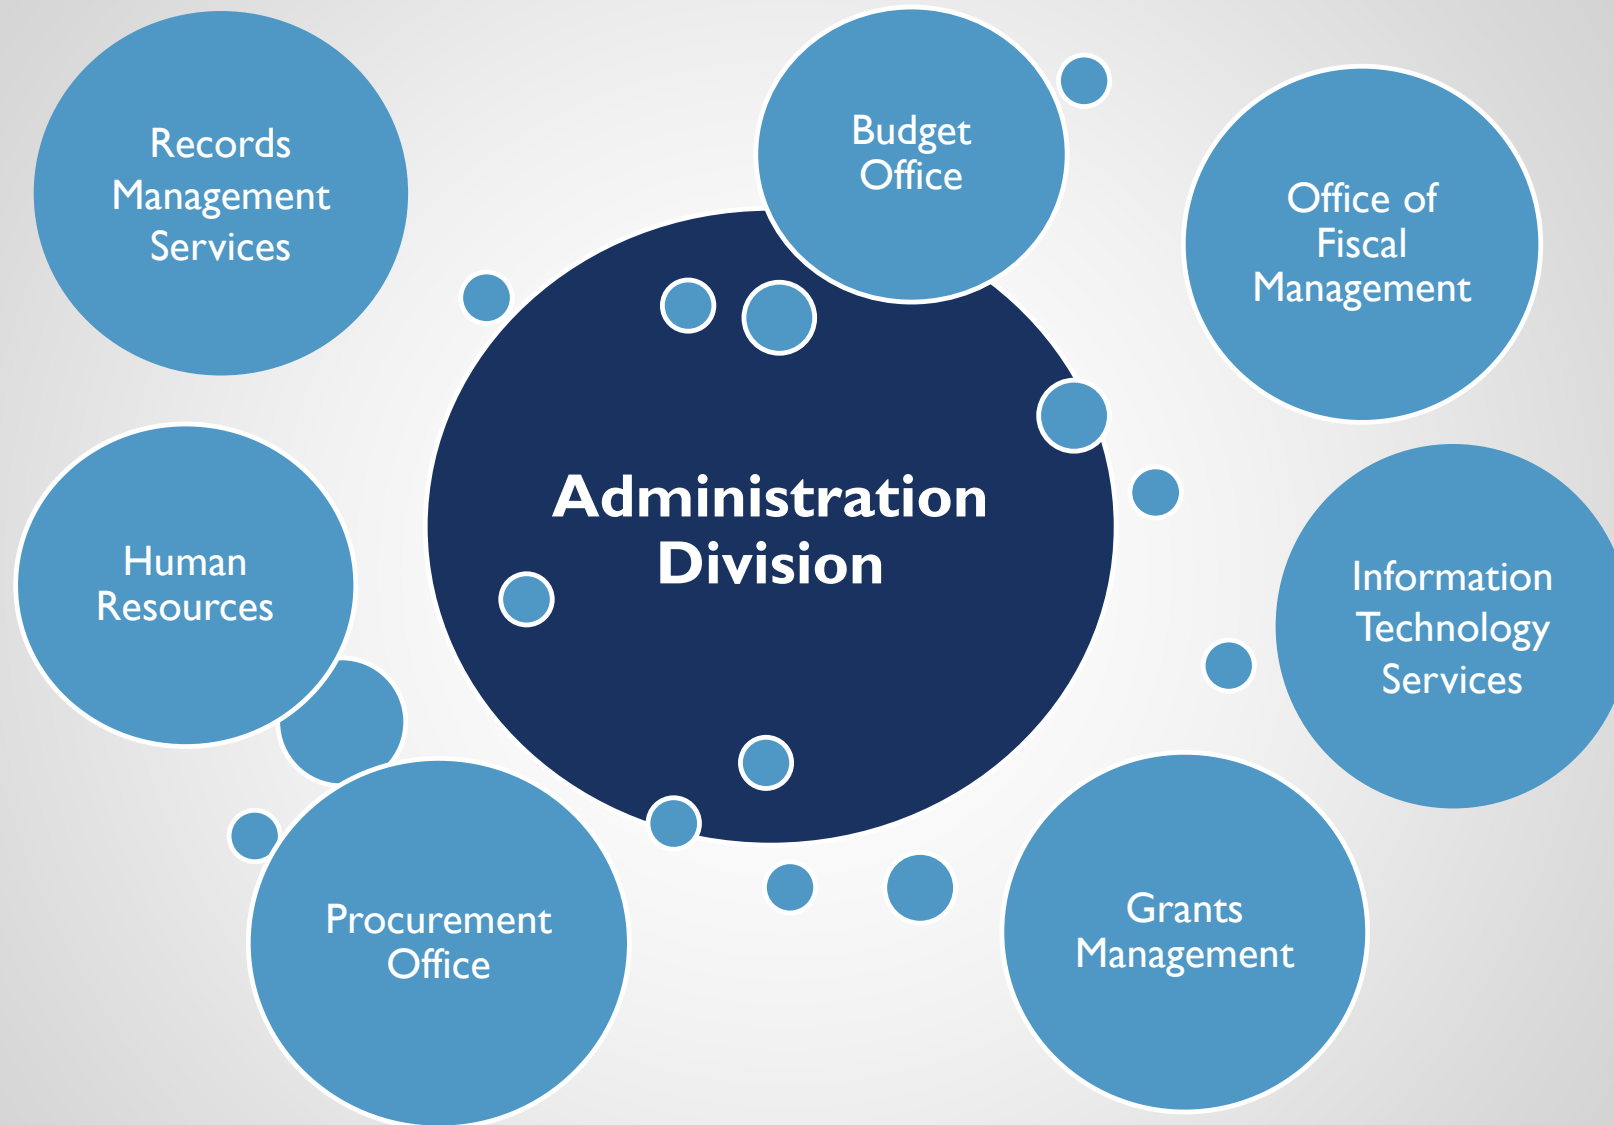 Records
Management
Services
Budget
Office
Office of
Fiscal
Management
Administration
Division
Human
Resources
Information
Technology
Services
Procurement
Office
Grants
Management